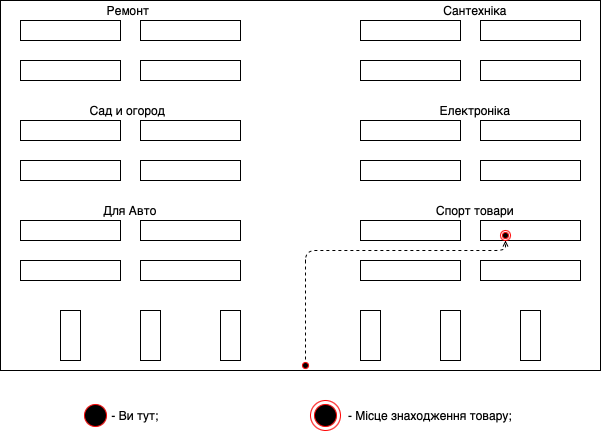 Ремонт
Сантехніка
Сад и огород
Електроніка
Для Авто
Спорт товари
- Ви тут;
- Місце знаходження товару;